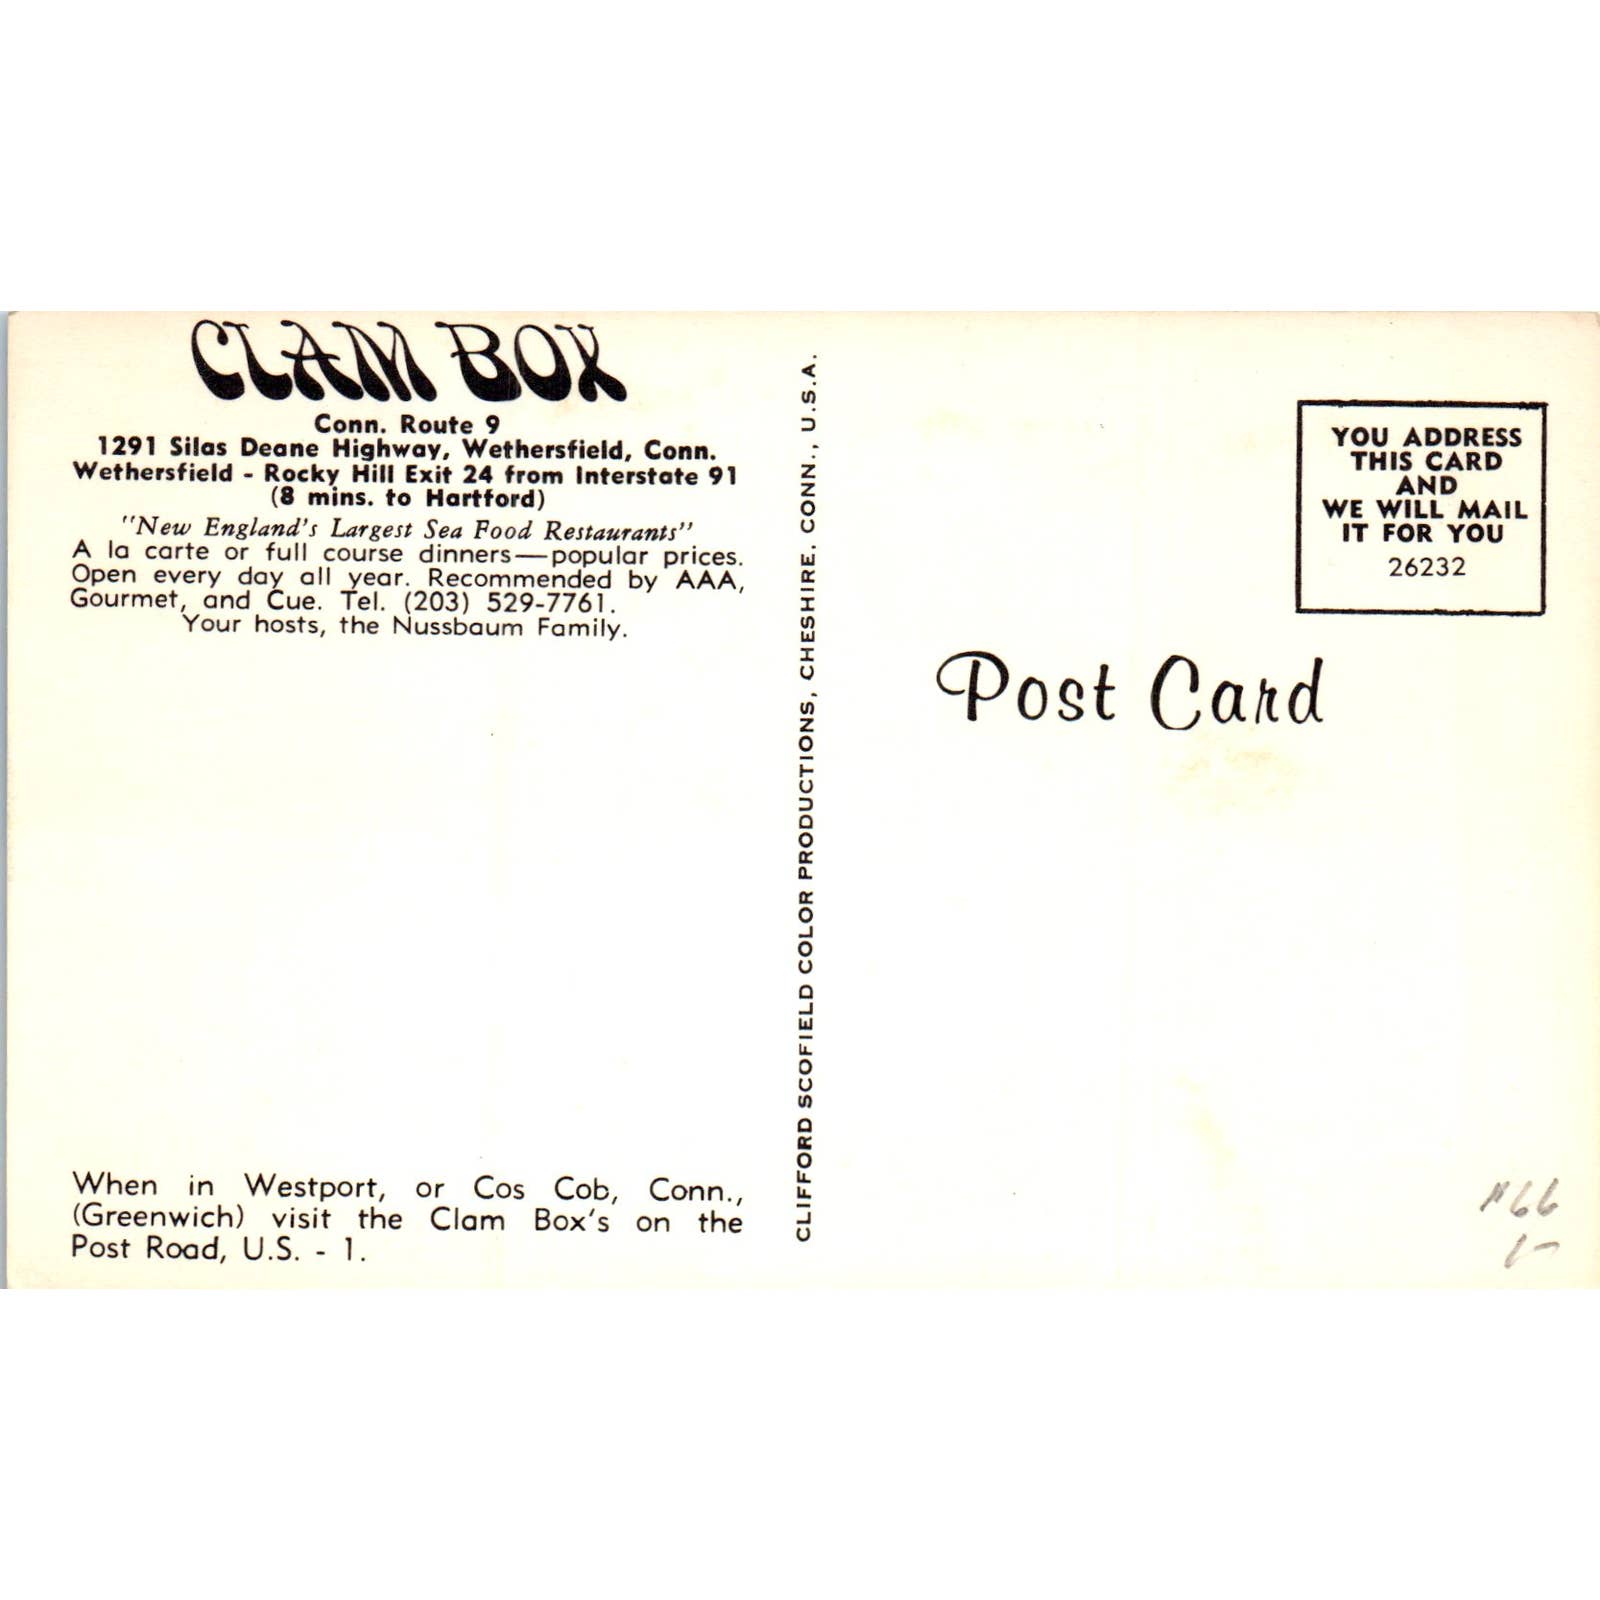 CLAM BOX
Conn. Route 9
1291 Silas Deane Highway, Wethersfield, Conn.
Wethersfield - Rocky Hill Exit 24 from Interstate 91
(8 mins. to Hartford)
"New England's Largest Sea Food Restaurants"
A la carte or full course dinners—popular prices.
Open every day all year. Recommended by AAA,
Gourmet, and Cue. Tel. (203) 529-7761.
Your hosts, the Nussbaum Family.
When in Westport, or Cos Cob, Conn.,
(Greenwich) visit the Clam Box's on the
Post Road, U.S. - 1.
CLIFFORD SCOFIELD COLOR PRODUCTIONS, CHESHIRE, CONN., U.S.A.
YOU ADDRESS
THIS CARD
AND
WE WILL MAIL
IT FOR YOU
26232
Post Card